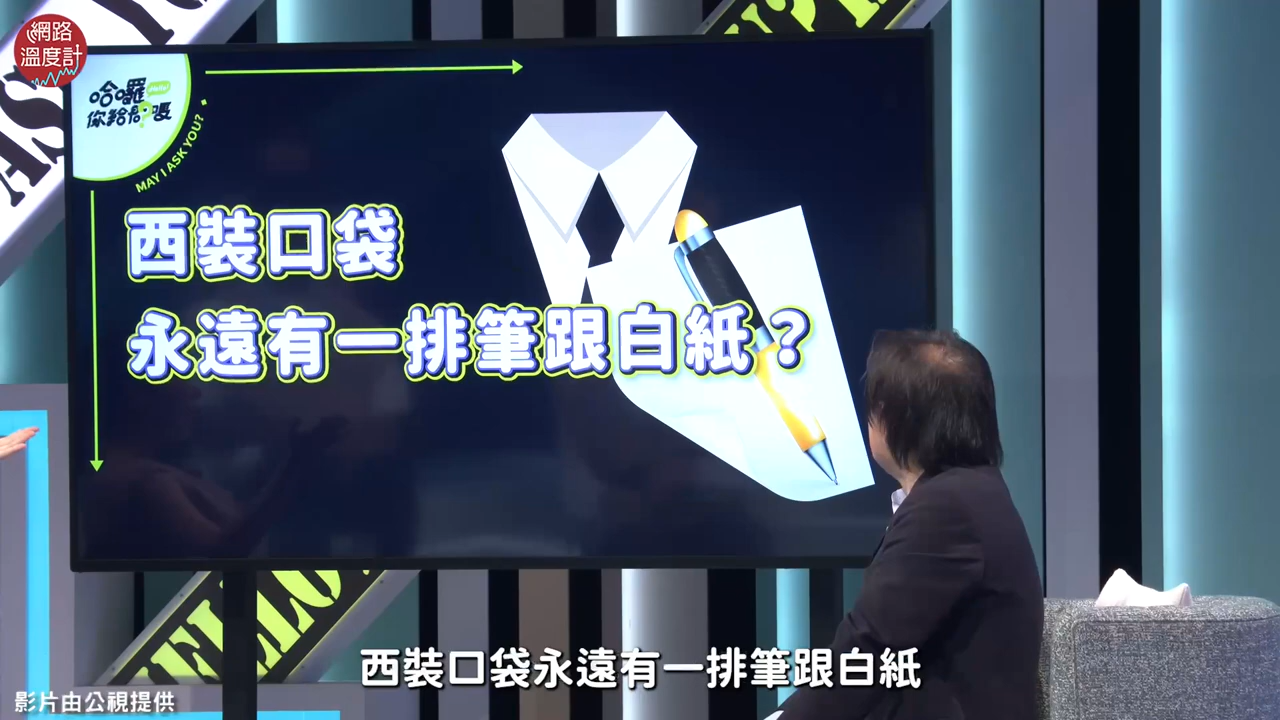 網路
溫度計
哈囉
Hello
你給問嗎
MAY I ASK YOU?
西裝口袋
永遠有一排筆跟白紙？
HELLO
西裝口袋永遠有一排筆跟白紙
影片由公視提供